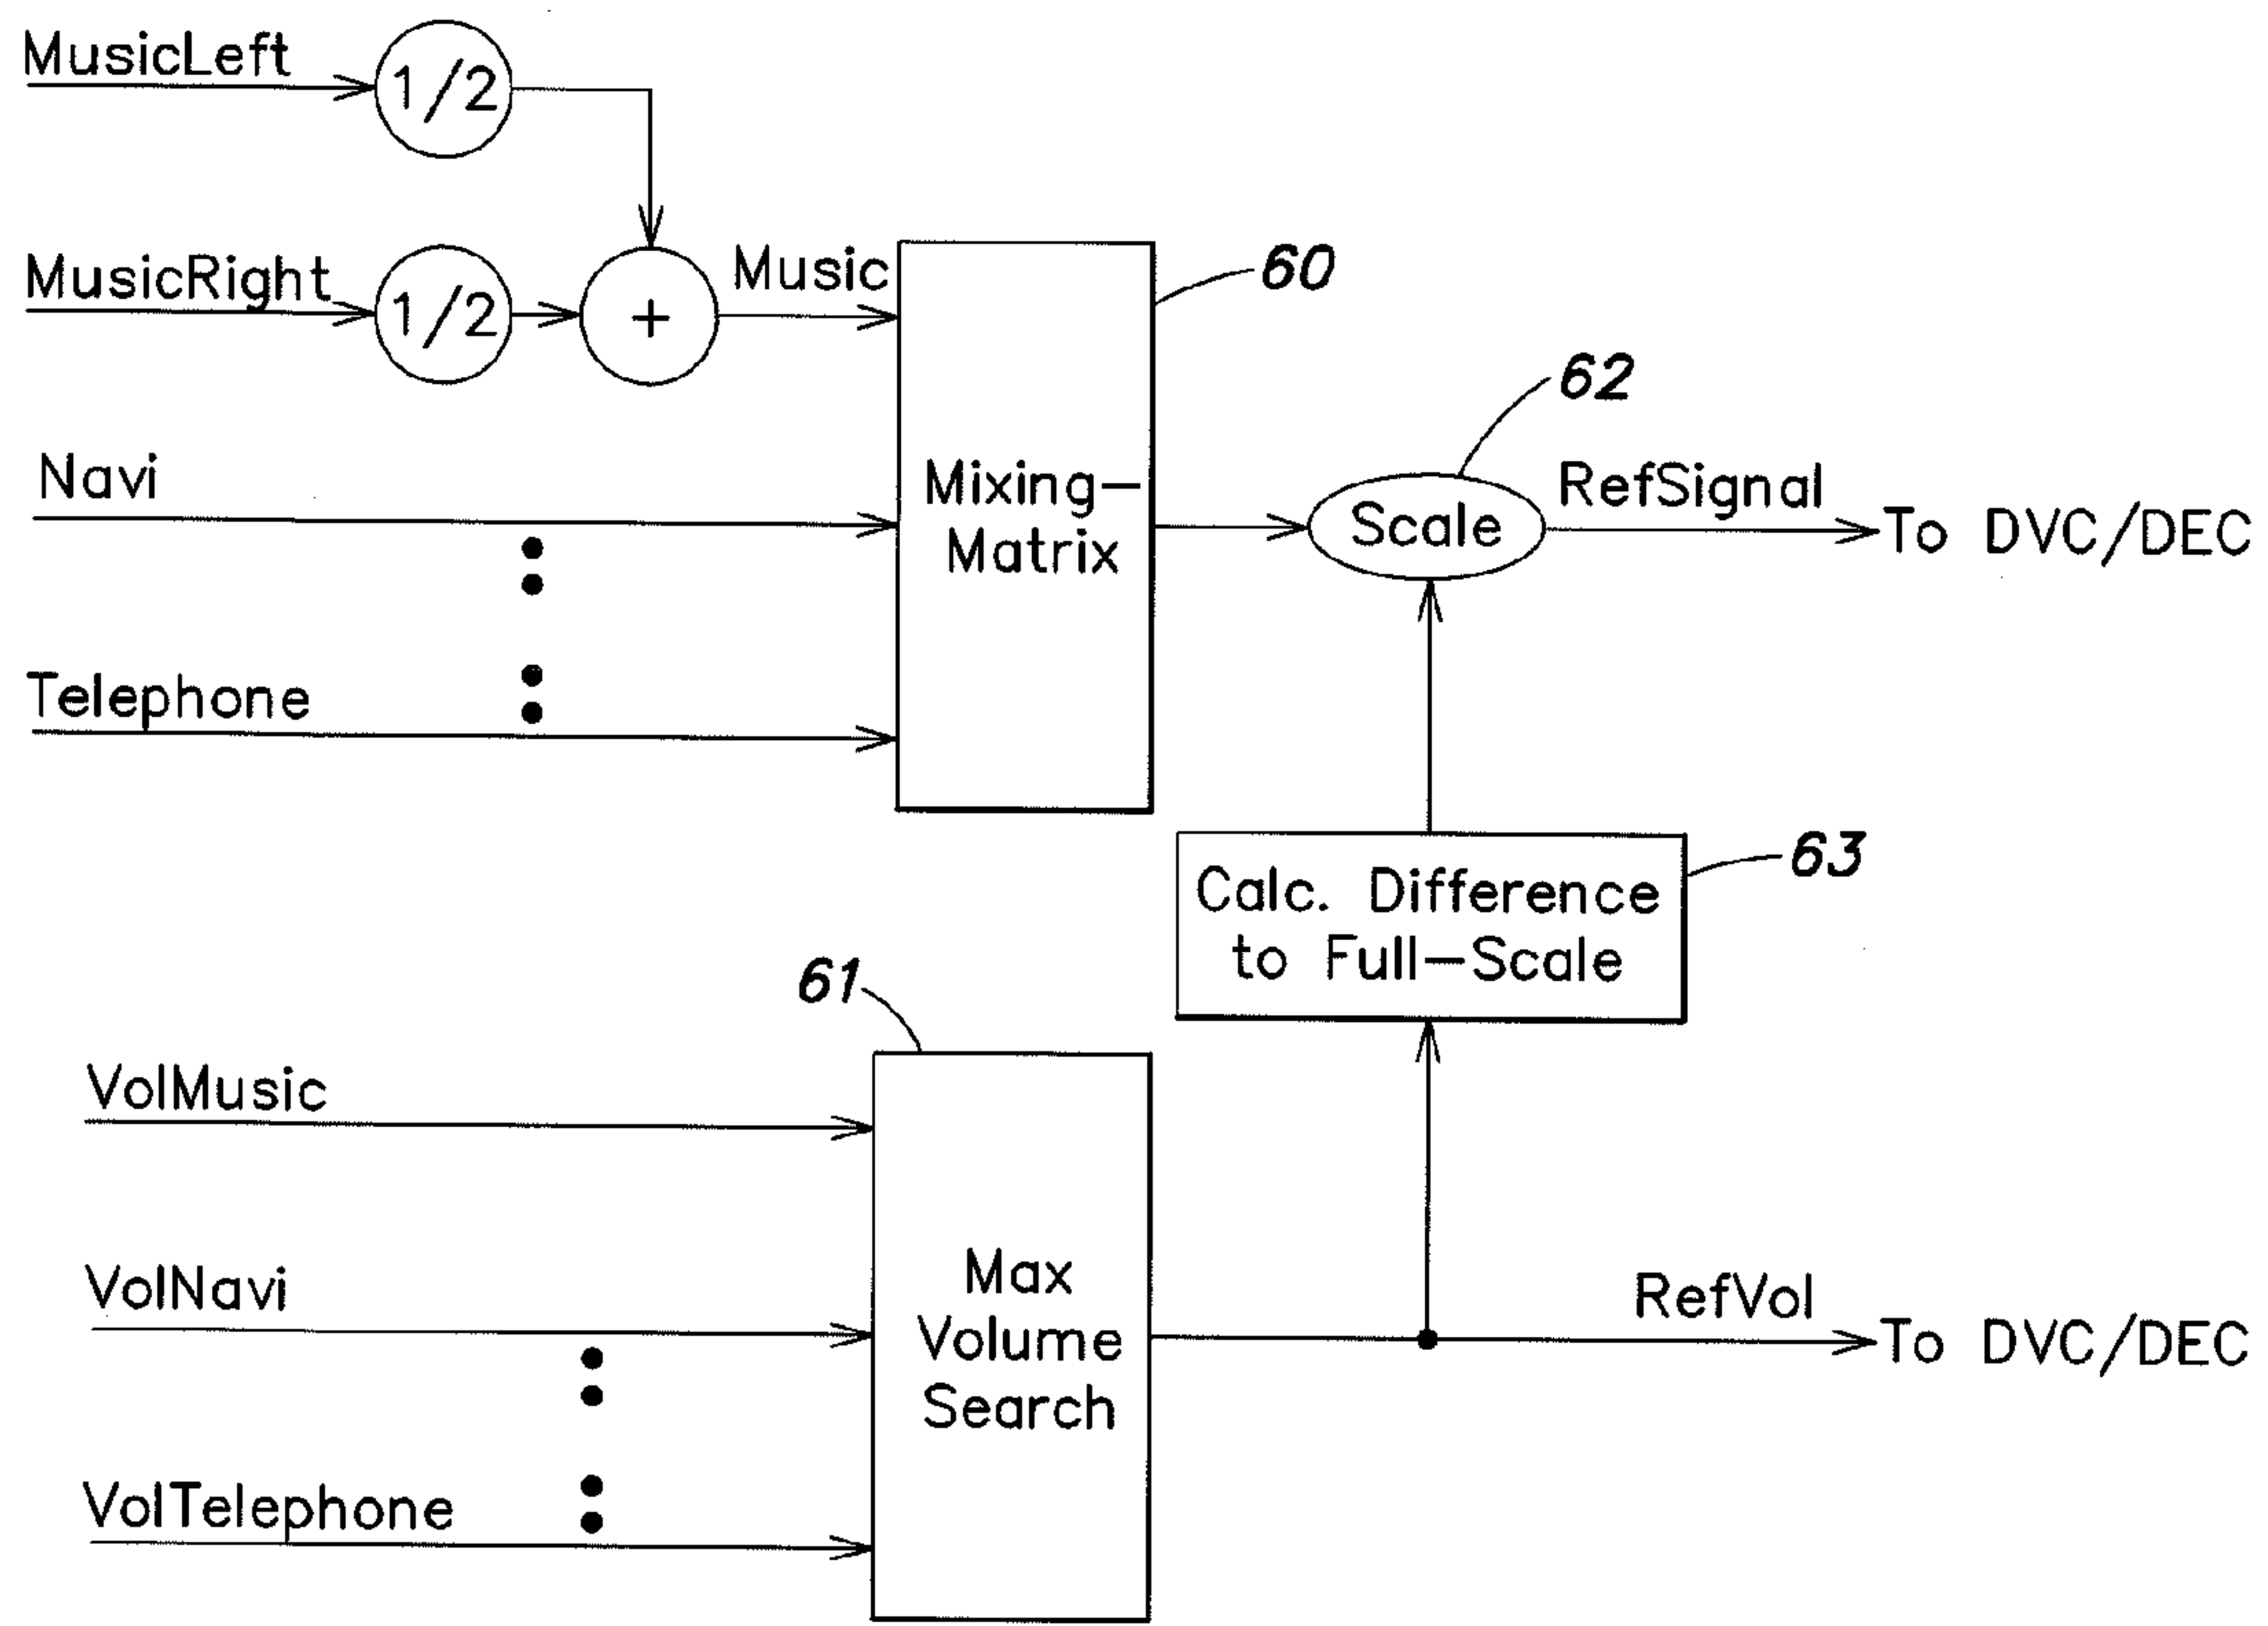 MusicLeft
1/2
MusicRight
1/2
+
Music
60
62
Navi
Mixing-
Matrix
Scale
RefSignal
To DVC/DEC
Telephone
63
Calc. Difference
to Full-Scale
61
VolMusic
VolNavi
Max
Volume
Search
RefVol
To DVC/DEC
VolTelephone